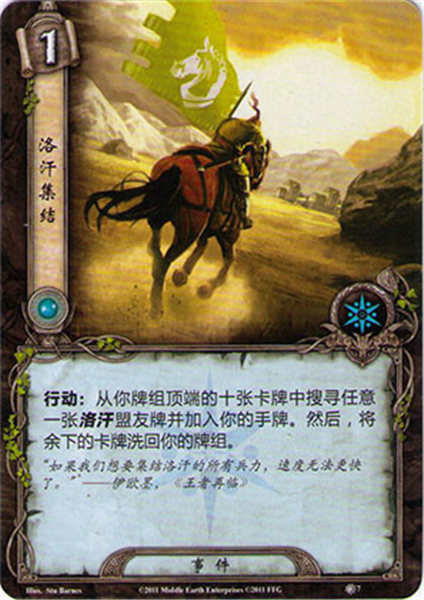 1
洛汗集结
行动：从你牌组顶端的十张卡牌中搜寻任意
一张洛汗盟友牌并加入你的手牌。然后，将
余下的卡牌洗回你的牌组。
“如果我们想要集结洛汗的所有兵力，速度无法更快
了。”——伊欧墨，《王者再临》
事件
Illus. Stu Barnes ©2011 Middle Earth Enterprises ©2011 FFG 7